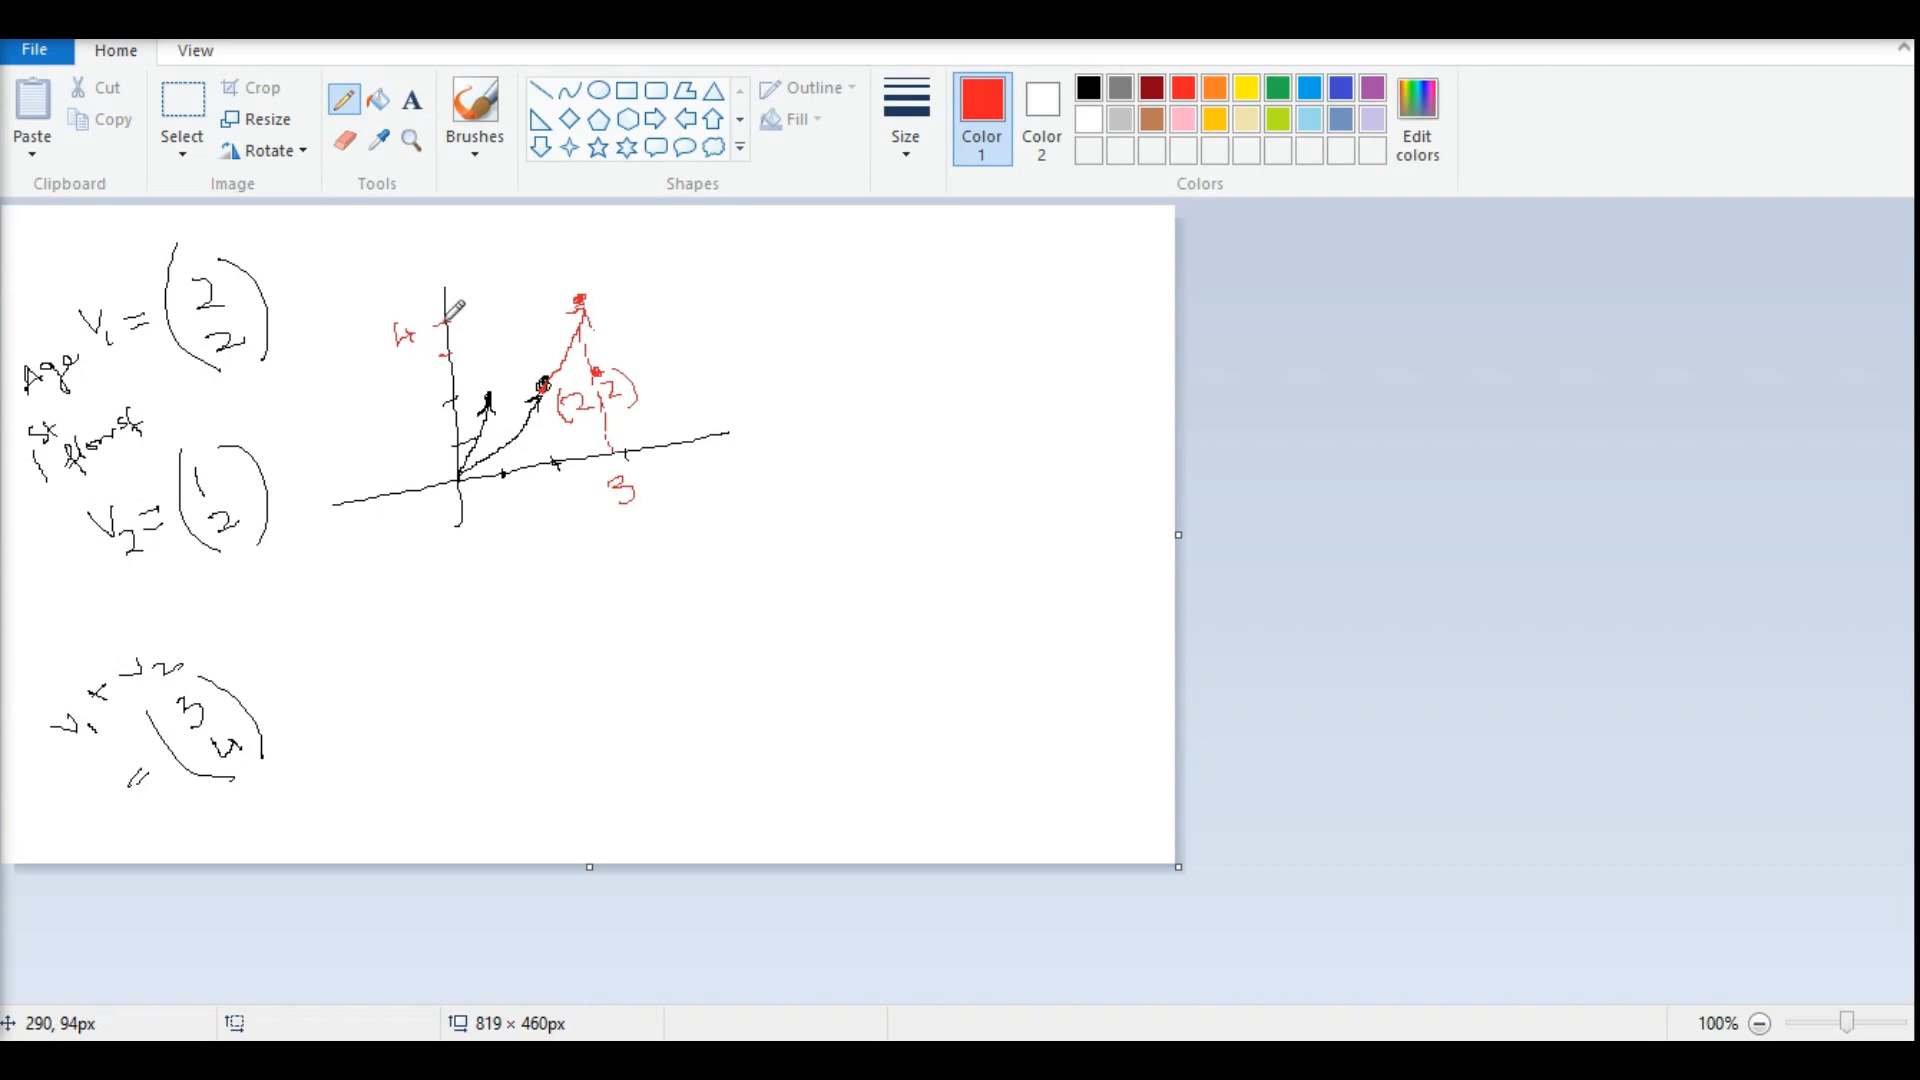 File Home View
Paste Cut Copy Clipboard
Select Crop Resize Rotate Image
Tools
Brushes
Shapes
Outline Fill
Size
Color 1 Color 2
Edit colors
Colors
V1 = (2
2)
Age
V2 = (1
2)
(3
4)
4
(2 2)
3
290, 94px
819 × 460px
100%